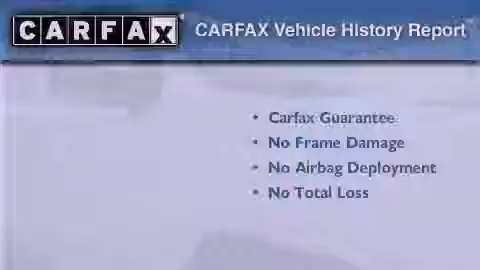 CARFAX CARFAX Vehicle History Report
• Carfax Guarantee
• No Frame Damage
• No Airbag Deployment
• No Total Loss